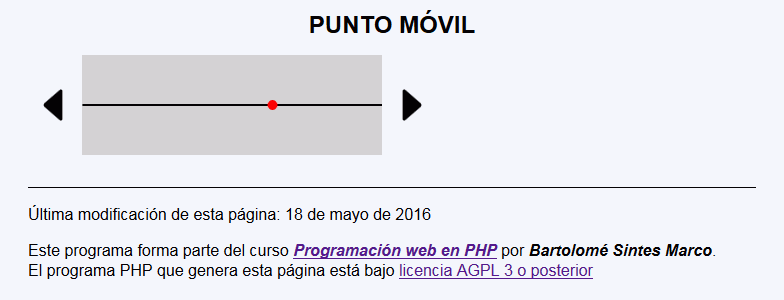 PUNTO MÓVIL
Última modificación de esta página: 18 de mayo de 2016
Este programa forma parte del curso Programación web en PHP por Bartolomé Sintes Marco.
El programa PHP que genera esta página está bajo licencia AGPL 3 o posterior